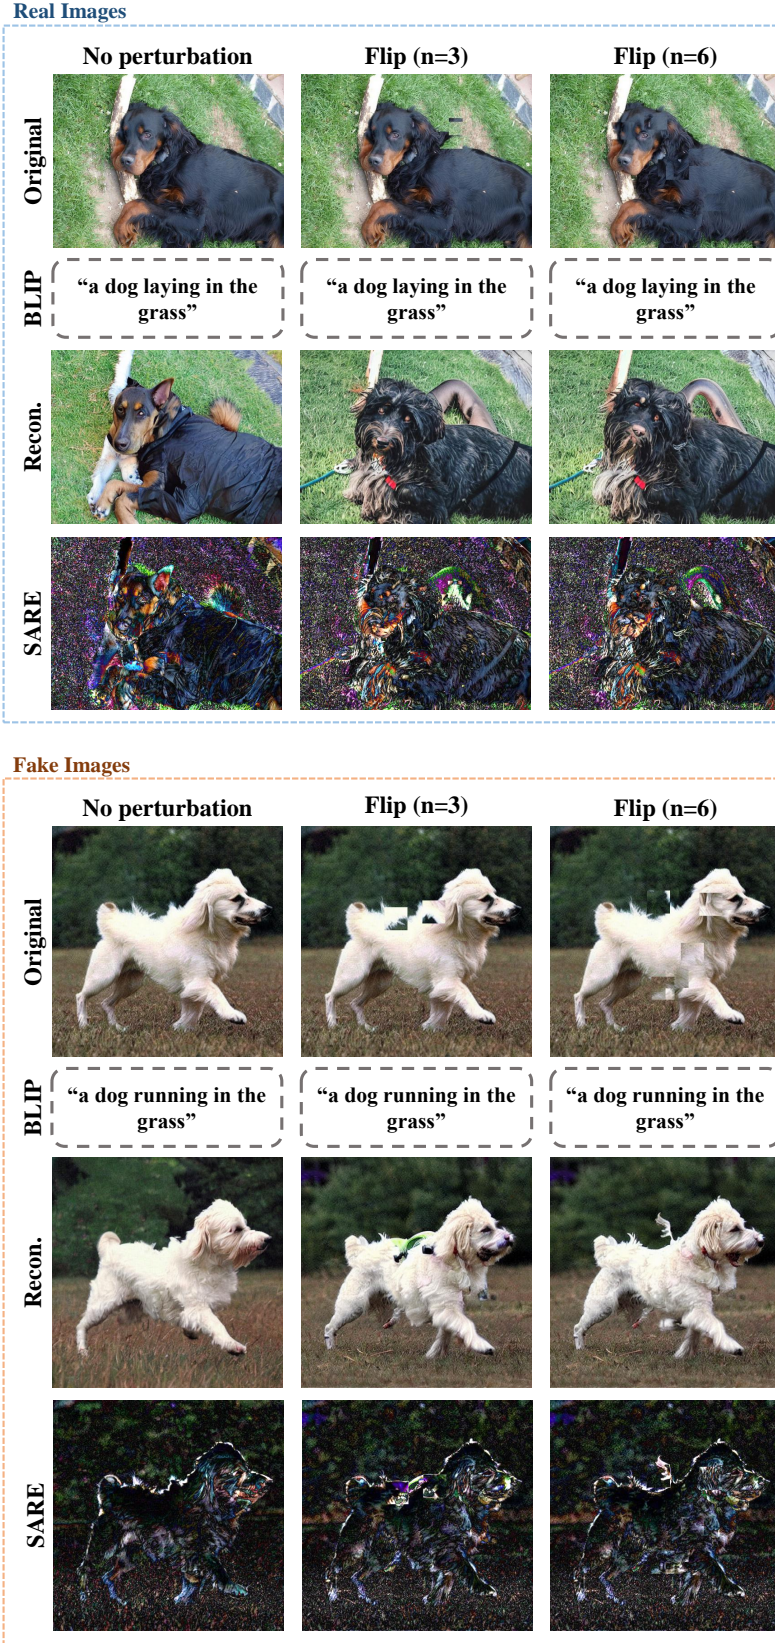 Real Images
No perturbation
Flip (n=3)
Flip (n=6)
Original
BLIP
“a dog laying in the
grass”
“a dog laying in the
grass”
“a dog laying in the
grass”
Recon.
SARE
Fake Images
No perturbation
Flip (n=3)
Flip (n=6)
Original
BLIP
“a dog running in the
grass”
“a dog running in the
grass”
“a dog running in the
grass”
Recon.
SARE